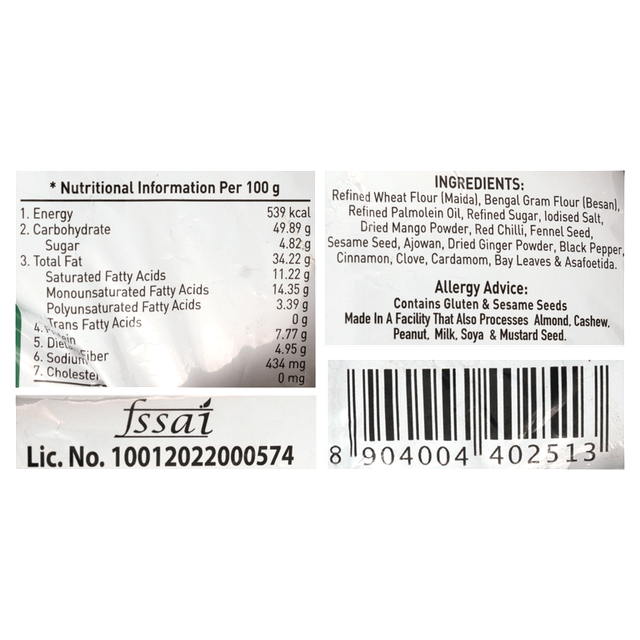 * Nutritional Information Per 100 g
1. Energy 539 kcal
2. Carbohydrate 49.89 g
Sugar 4.82 g
3. Total Fat 34.22 g
Saturated Fatty Acids 11.22 g
Monounsaturated Fatty Acids 14.35 g
Polyunsaturated Fatty Acids 3.39 g
Trans Fatty Acids 0 g
4. 7.77 g
5. 4.95 g
6. 434 mg
7. 0 mg
fssai
Lic. No. 10012022000574
INGREDIENTS:
Refined Wheat Flour (Maida), Bengal Gram Flour (Besan),
Refined Palmolein Oil, Refined Sugar, Iodised Salt,
Dried Mango Powder, Red Chilli, Fennel Seed,
Sesame Seed, Ajowan, Dried Ginger Powder, Black Pepper,
Cinnamon, Clove, Cardamom, Bay Leaves & Asafoetida.
Allergy Advice:
Contains Gluten & Sesame Seeds
Made In A Facility That Also Processes Almond, Cashew,
Peanut, Milk, Soya & Mustard Seed.
8 904004 402513